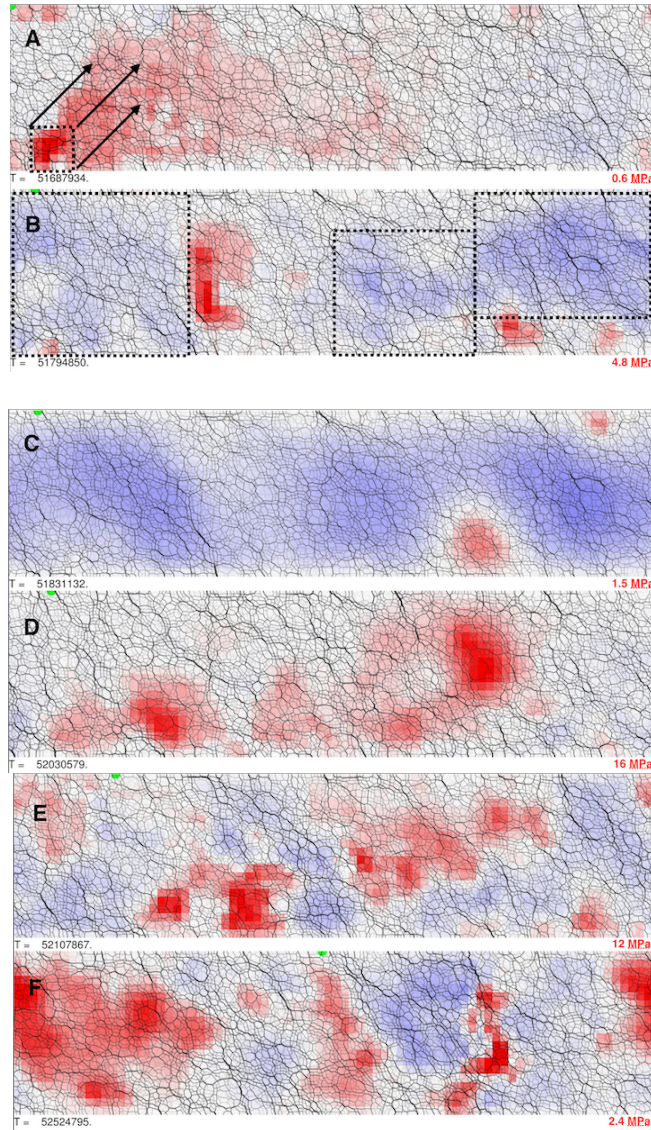 A
T = 51687934. 0.6 MPa
B
T = 51794850. 4.8 MPa
C
T = 51831132. 1.5 MPa
D
T = 52030579. 16 MPa
E
T = 52107867. 12 MPa
F
T = 52524795. 2.4 MPa